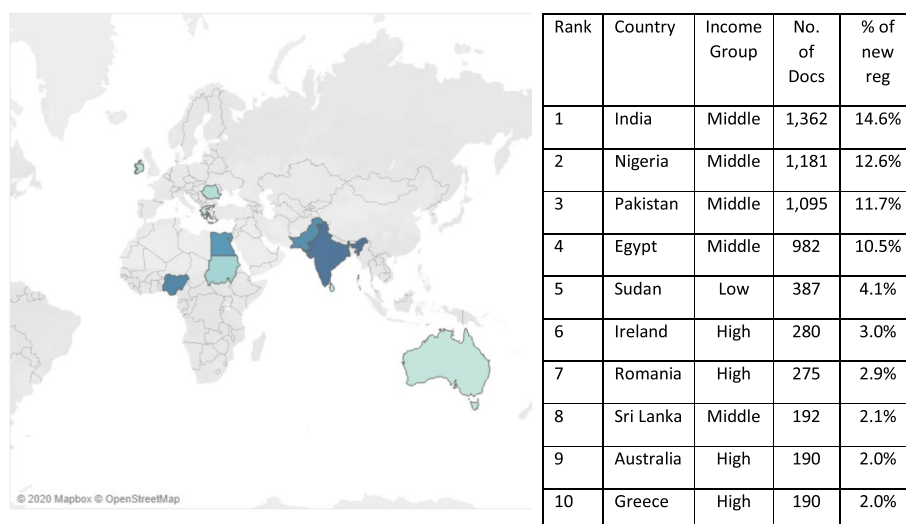 © 2020 Mapbox © OpenStreetMap
Rank Country Income Group No. of Docs % of new reg
1 India Middle 1,362 14.6%
2 Nigeria Middle 1,181 12.6%
3 Pakistan Middle 1,095 11.7%
4 Egypt Middle 982 10.5%
5 Sudan Low 387 4.1%
6 Ireland High 280 3.0%
7 Romania High 275 2.9%
8 Sri Lanka Middle 192 2.1%
9 Australia High 190 2.0%
10 Greece High 190 2.0%